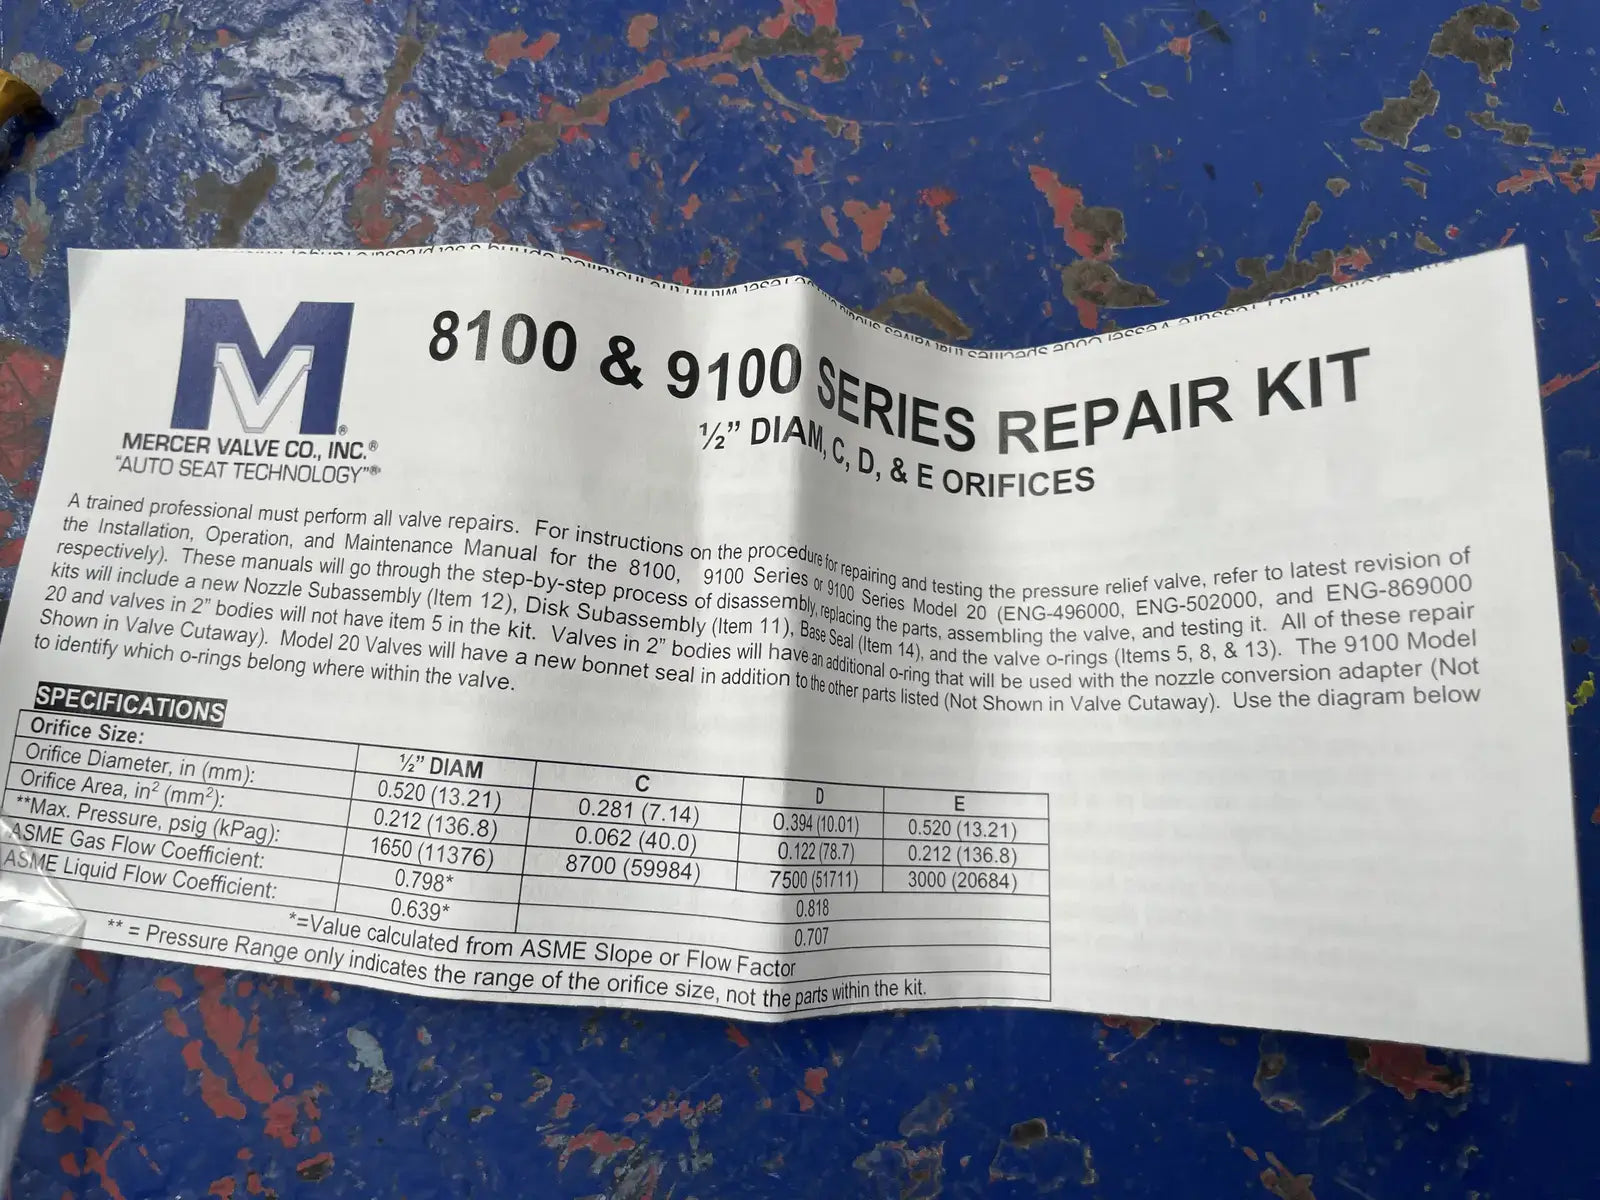 8100 & 9100 SERIES REPAIR KIT
½” DIAM, C, D, & E ORIFICES
M
®
MERCER VALVE CO., INC.®
“AUTO SEAT TECHNOLOGY”®
A trained professional must perform all valve repairs. For instructions on the procedure for repairing and testing the pressure relief valve, refer to latest revision of
the Installation, Operation, and Maintenance Manual for the 8100, 9100 Series or 9100 Series Model 20 (ENG-496000, ENG-502000, and ENG-869000
respectively). These manuals will go through the step-by-step process of disassembly, replacing the parts, assembling the valve, and testing it. All of these repair
kits will include a new Nozzle Subassembly (Item 12), Disk Subassembly (Item 11), Base Seal (Item 14), and the valve o-rings (Items 5, 8, & 13). The 9100 Model
20 and valves in 2” bodies will not have item 5 in the kit. Valves in 2” bodies will have an additional o-ring that will be used with the nozzle conversion adapter (Not
Shown in Valve Cutaway). Model 20 Valves will have a new bonnet seal in addition to the other parts listed (Not Shown in Valve Cutaway). Use the diagram below
to identify which o-rings belong where within the valve.
SPECIFICATIONS
Orifice Size: ½” DIAM C D E
Orifice Diameter, in (mm): 0.520 (13.21) 0.281 (7.14) 0.394 (10.01) 0.520 (13.21)
Orifice Area, in² (mm²): 0.212 (136.8) 0.062 (40.0) 0.122 (78.7) 0.212 (136.8)
**Max. Pressure, psig (kPag): 1650 (11376) 8700 (59984) 7500 (51711) 3000 (20684)
ASME Gas Flow Coefficient: 0.798* 0.818
ASME Liquid Flow Coefficient: 0.639* 0.707
*=Value calculated from ASME Slope or Flow Factor
** = Pressure Range only indicates the range of the orifice size, not the parts within the kit.